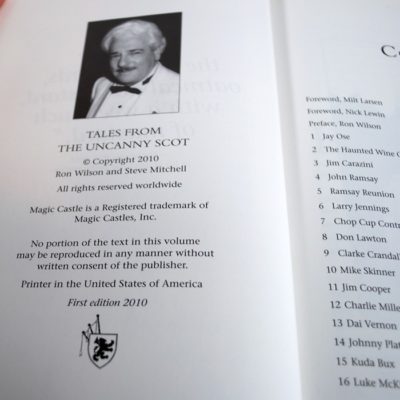 TALES FROM
THE UNCANNY SCOT
© Copyright 2010
Ron Wilson and Steve Mitchell
All rights reserved worldwide
Magic Castle is a Registered trademark of
Magic Castles, Inc.
No portion of the text in this volume
may be reproduced in any manner without
written consent of the publisher.
Printer in the United States of America
First edition 2010
Foreword, Milt Larsen
Foreword, Nick Lewin
Preface, Ron Wilson
1 Jay Ose
2 The Haunted Wine
3 Jim Carazini
4 John Ramsay
5 Ramsay Reunion
6 Larry Jennings
7 Chop Cup
8 Don Lawton
9 Clarke Crandall
10 Mike Skinner
11 Jim Cooper
12 Charlie Mille
13 Dai Vernon
14 Johnny Plat
15 Kuda Bux
16 Luke McK